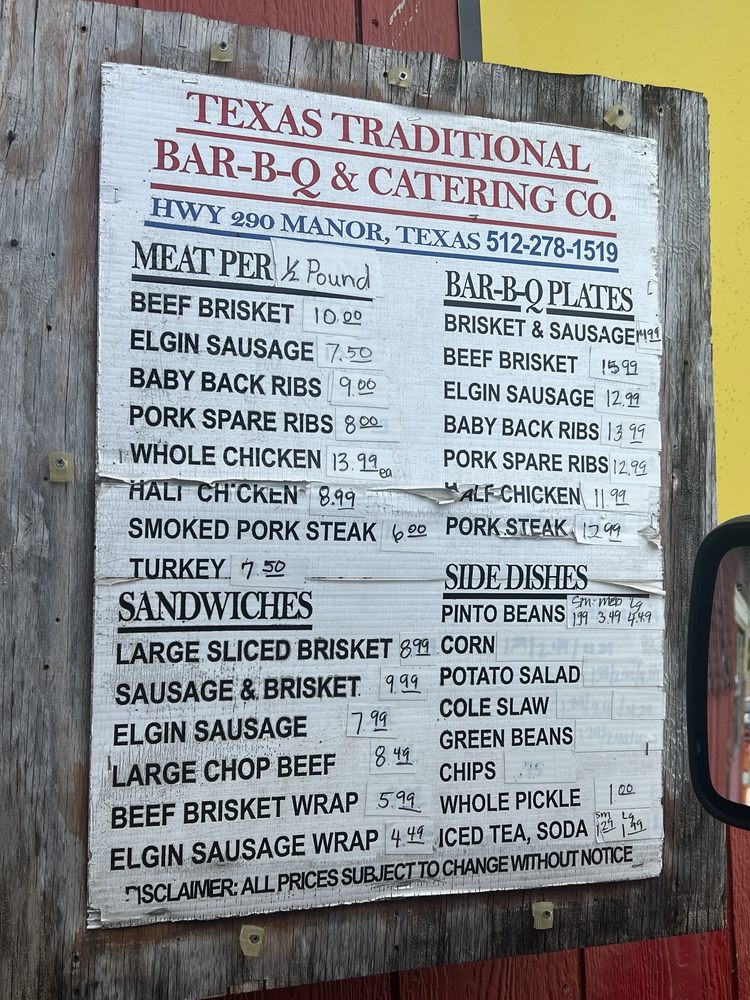 TEXAS TRADITIONAL
BAR-B-Q & CATERING CO.
HWY 290 MANOR, TEXAS 512-278-1519
MEAT PER ½ Pound
BEEF BRISKET 10.00
ELGIN SAUSAGE 7.50
BABY BACK RIBS 9.00
PORK SPARE RIBS 8.00
WHOLE CHICKEN 13.99 ea
HALF CHICKEN 8.99
SMOKED PORK STEAK 6.00
TURKEY 7.50
SANDWICHES
LARGE SLICED BRISKET 8.99
SAUSAGE & BRISKET 9.99
ELGIN SAUSAGE 7.99
LARGE CHOP BEEF 8.49
BEEF BRISKET WRAP 5.99
ELGIN SAUSAGE WRAP 4.49
BAR-B-Q PLATES
BRISKET & SAUSAGE 14.99
BEEF BRISKET 15.99
ELGIN SAUSAGE 12.99
BABY BACK RIBS 13.99
PORK SPARE RIBS 12.99
HALF CHICKEN 11.99
PORK STEAK 12.99
SIDE DISHES
Sm. Med Lg
PINTO BEANS 1.99 3.49 4.49
CORN
POTATO SALAD
COLE SLAW
GREEN BEANS
CHIPS
WHOLE PICKLE 1.00
Sm Lg
ICED TEA, SODA 1.29 1.49
DISCLAIMER: ALL PRICES SUBJECT TO CHANGE WITHOUT NOTICE